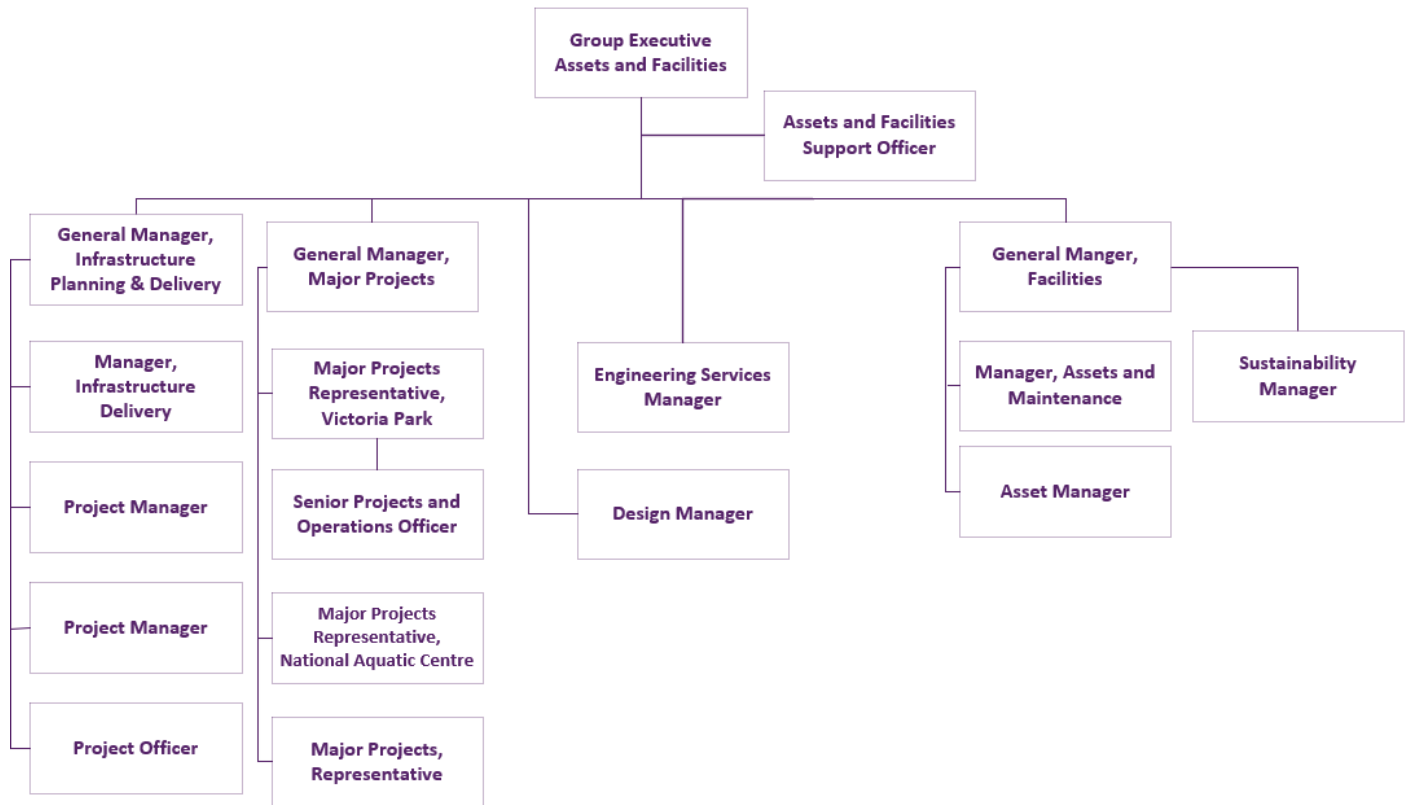 Group Executive
Assets and Facilities
Assets and Facilities
Support Officer
General Manager,
Infrastructure
Planning & Delivery
General Manager,
Major Projects
General Manger,
Facilities
Manager,
Infrastructure
Delivery
Major Projects
Representative,
Victoria Park
Engineering Services
Manager
Manager, Assets and
Maintenance
Sustainability
Manager
Project Manager
Senior Projects and
Operations Officer
Design Manager
Asset Manager
Project Manager
Major Projects
Representative,
National Aquatic Centre
Project Officer
Major Projects,
Representative